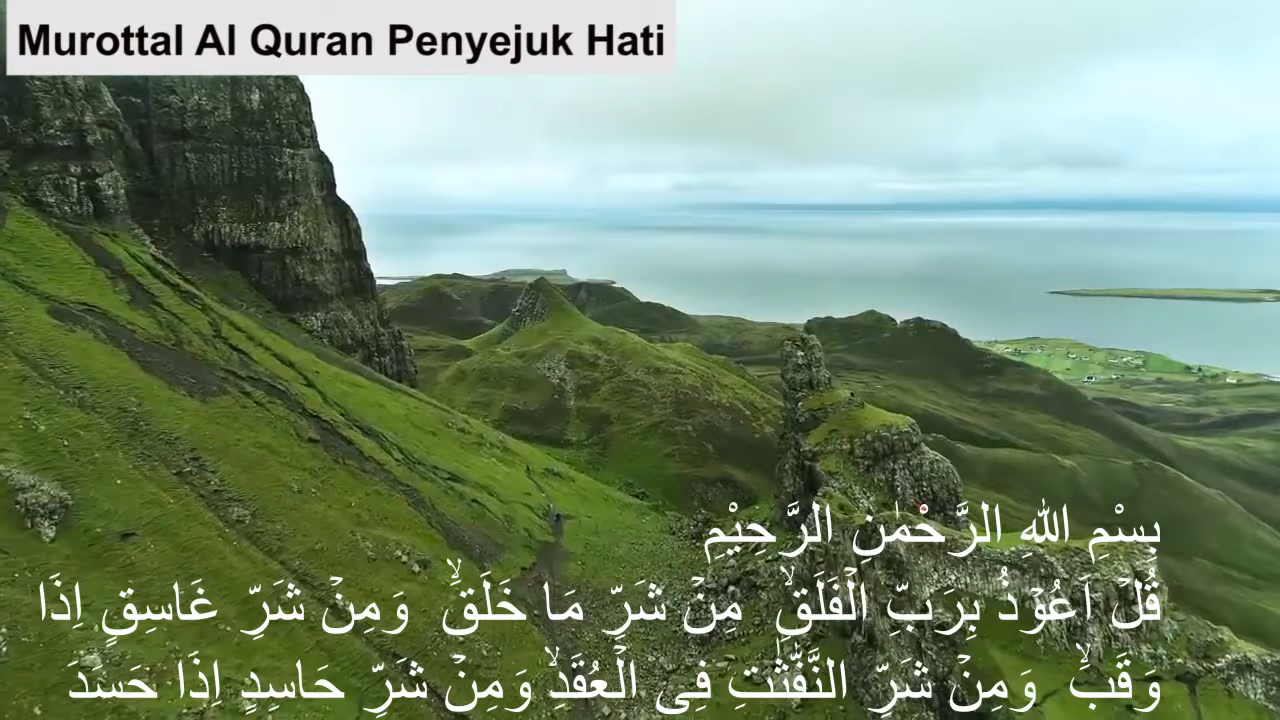 Murottal Al Quran Penyejuk Hati
بِسْمِ اللّٰهِ الرَّحْمٰنِ الرَّحِيْمِ
قُلْ اَعُوْذُ بِرَبِّ الْفَلَقِۙ مِنْ شَرِّ مَا خَلَقَۙ وَمِنْ شَرِّ غَاسِقٍ اِذَا
وَقَبَۙ وَمِنْ شَرِّ النَّفّٰثٰتِ فِى الْعُقَدِۙ وَمِنْ شَرِّ حَاسِدٍ اِذَا حَسَدَ